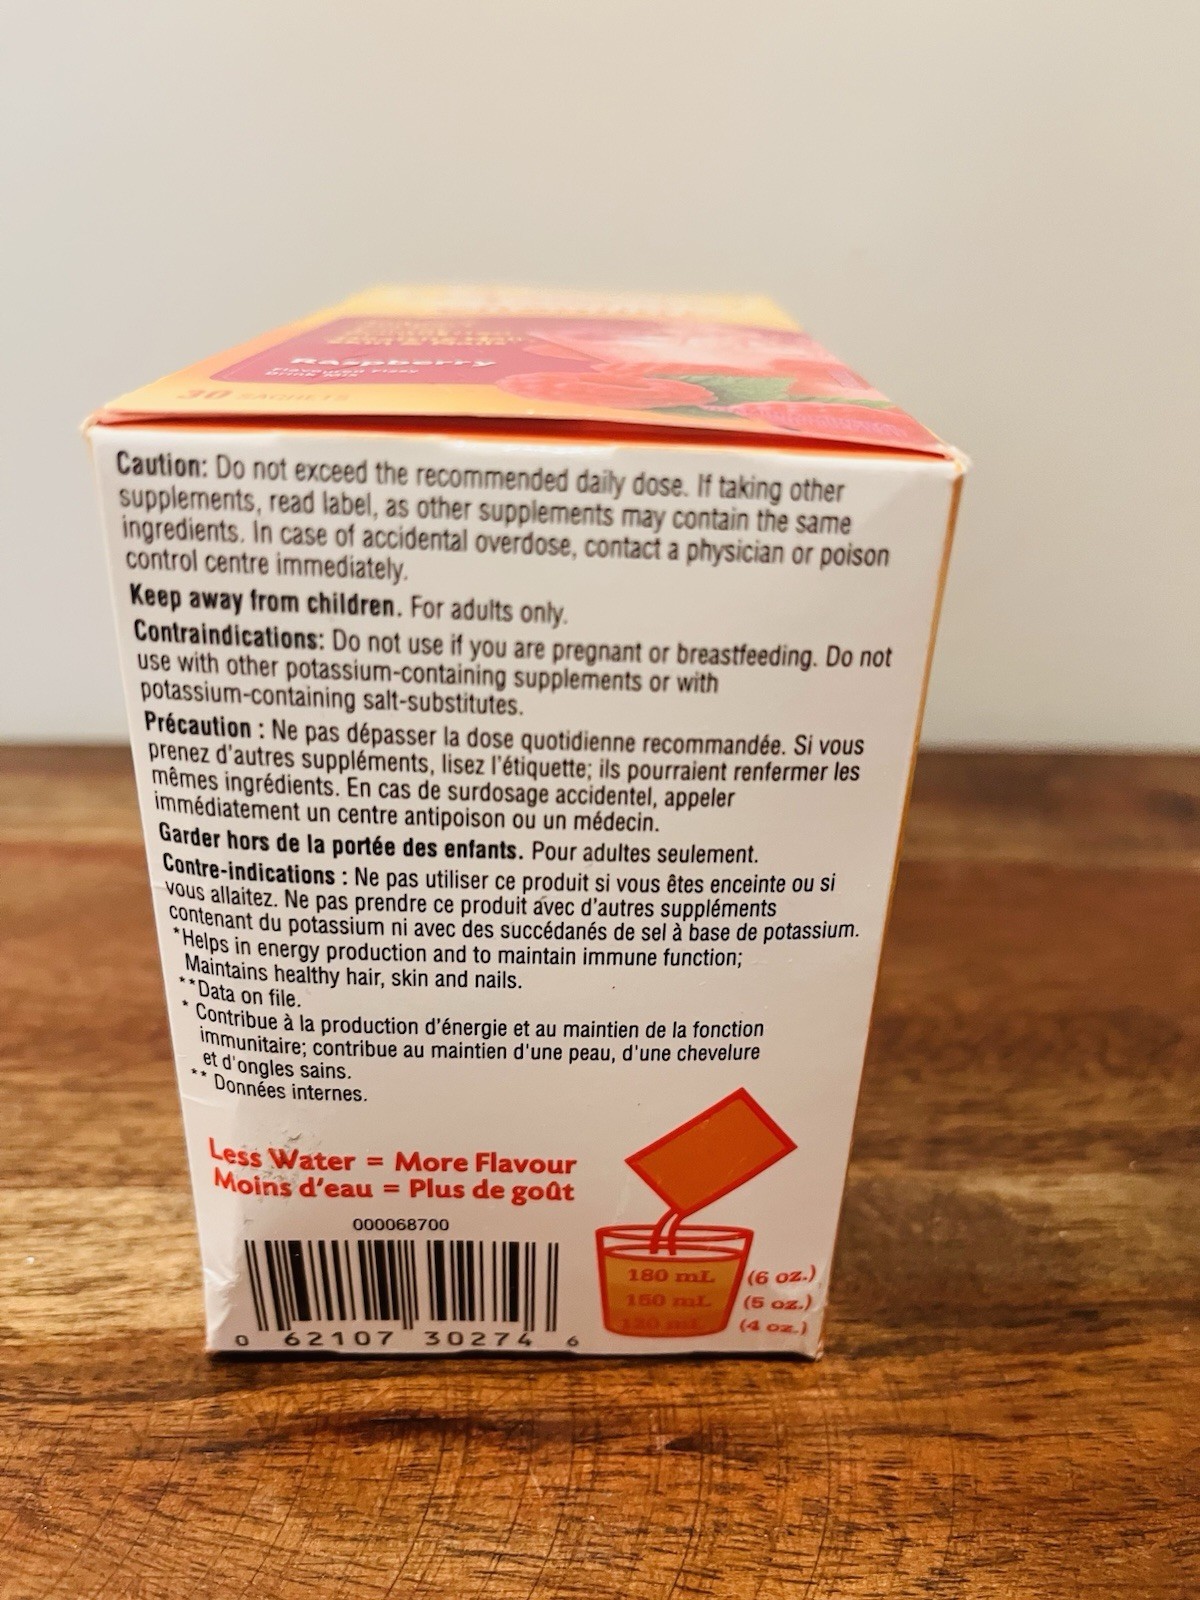 Raspberry
Flavoured Fizzy
Drink Mix
30 SACHETS
Caution: Do not exceed the recommended daily dose. If taking other
supplements, read label, as other supplements may contain the same
ingredients. In case of accidental overdose, contact a physician or poison
control centre immediately.
Keep away from children. For adults only.
Contraindications: Do not use if you are pregnant or breastfeeding. Do not
use with other potassium-containing supplements or with
potassium-containing salt-substitutes.
Précaution : Ne pas dépasser la dose quotidienne recommandée. Si vous
prenez d'autres suppléments, lisez l'étiquette; ils pourraient renfermer les
mêmes ingrédients. En cas de surdosage accidentel, appeler
immédiatement un centre antipoison ou un médecin.
Garder hors de la portée des enfants. Pour adultes seulement.
Contre-indications : Ne pas utiliser ce produit si vous êtes enceinte ou si
vous allaitez. Ne pas prendre ce produit avec d'autres suppléments
contenant du potassium ni avec des succédanés de sel à base de potassium.
*Helps in energy production and to maintain immune function;
Maintains healthy hair, skin and nails.
**Data on file.
* Contribue à la production d'énergie et au maintien de la fonction
immunitaire; contribue au maintien d'une peau, d'une chevelure
et d'ongles sains.
** Données internes.
Less Water = More Flavour
Moins d'eau = Plus de goût
000068700
0 62107 30274 6
180 mL (6 oz.)
150 mL (5 oz.)
120 mL (4 oz.)